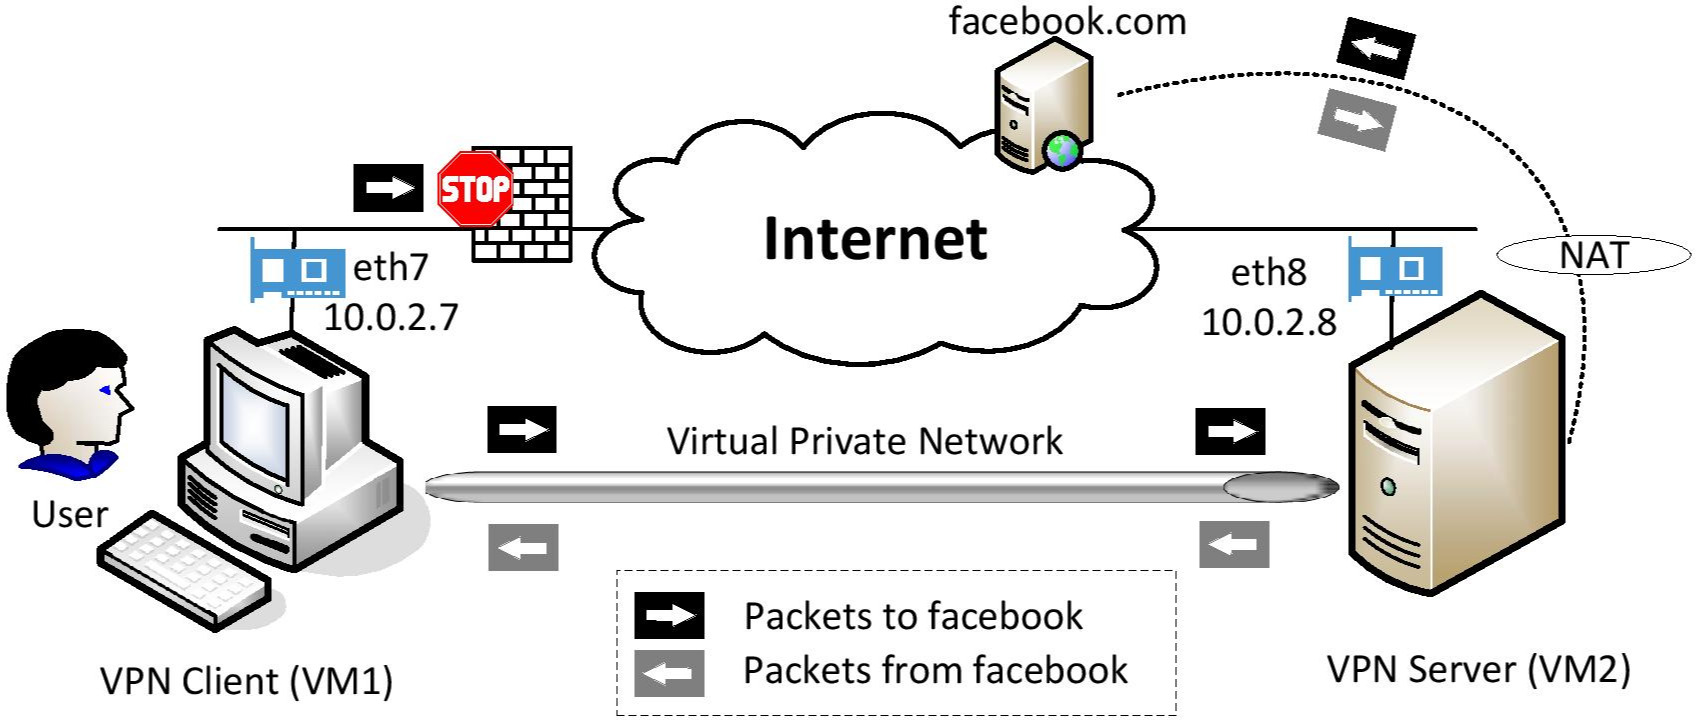 facebook.com
STOP
eth7
10.0.2.7
Internet
eth8
10.0.2.8
NAT
User
Virtual Private Network
Packets to facebook
Packets from facebook
VPN Client (VM1)
VPN Server (VM2)